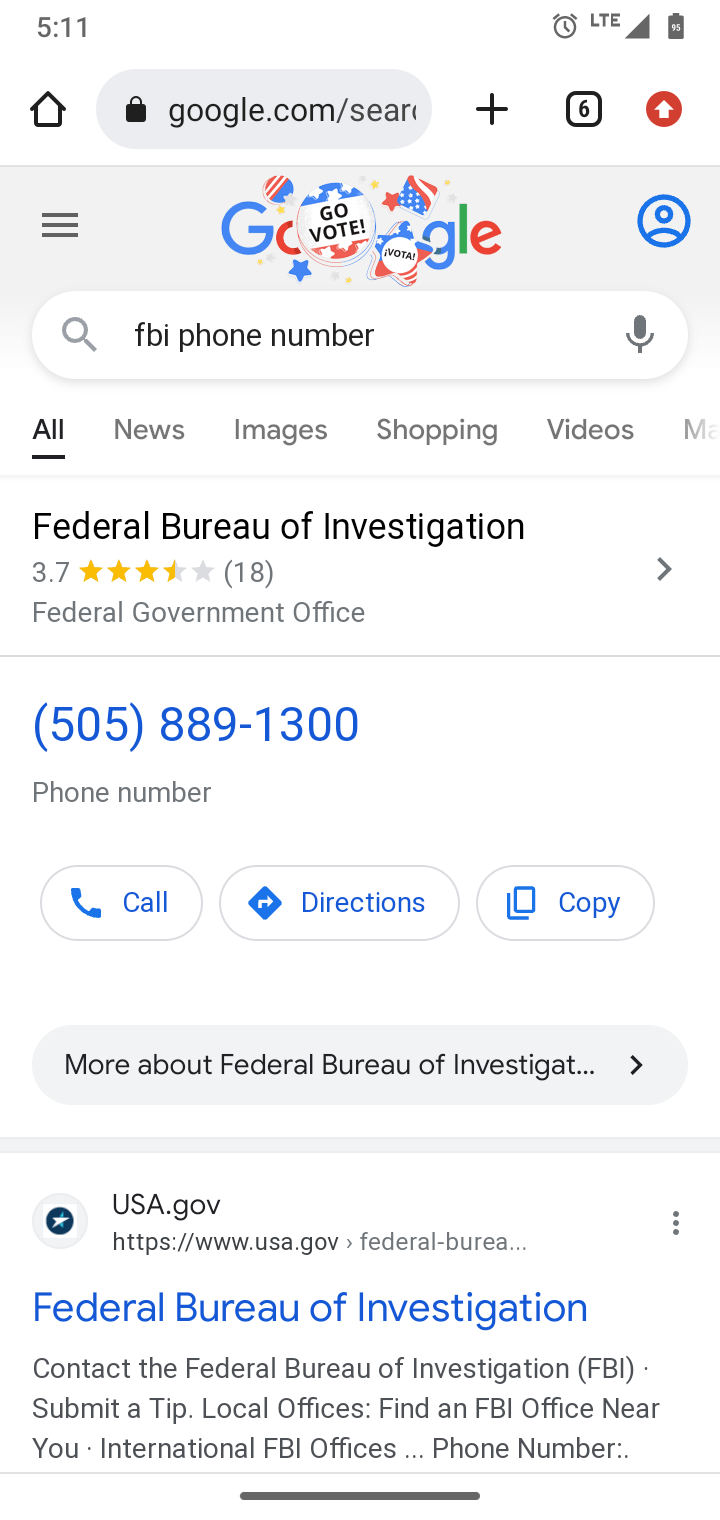 5:11
LTE
95
google.com/sear
6
Google
GO
VOTE!
¡VOTA!
fbi phone number
All News Images Shopping Videos Ma
Federal Bureau of Investigation
3.7 (18)
Federal Government Office
(505) 889-1300
Phone number
Call Directions Copy
More about Federal Bureau of Investigat...
USA.gov
https://www.usa.gov › federal-burea...
Federal Bureau of Investigation
Contact the Federal Bureau of Investigation (FBI) ·
Submit a Tip. Local Offices: Find an FBI Office Near
You · International FBI Offices ... Phone Number:.